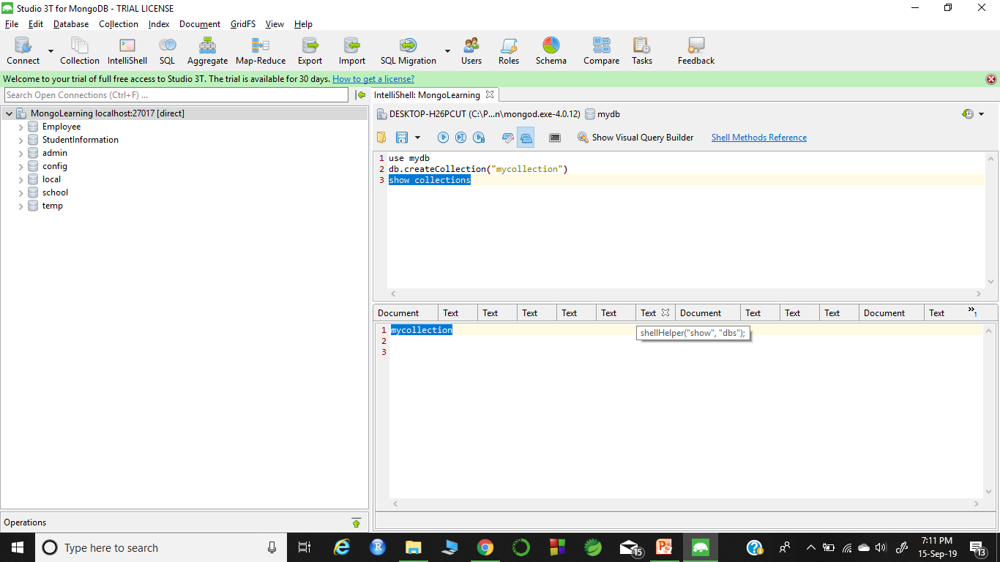 Studio 3T for MongoDB - TRIAL LICENSE
File Edit Database Collection Index Document GridFS View Help
Connect Collection IntelliShell SQL Aggregate Map-Reduce Export Import SQL Migration Users Roles Schema Compare Tasks Feedback
Welcome to your trial of full free access to Studio 3T. The trial is available for 30 days. How to get a license?
Search Open Connections (Ctrl+F) ...
MongoLearning localhost:27017 [direct]
Employee
StudentInformation
admin
config
local
school
temp
Operations
IntelliShell: MongoLearning
DESKTOP-H26PCUT (C:\P...n\mongod.exe-4.0.12) mydb
Show Visual Query Builder Shell Methods Reference
1 use mydb
2 db.createCollection("mycollection")
3 show collections
Document Text Text Text Text Text Text Document Text Text Text Document Text »1
1 mycollection
shellHelper("show", "dbs");
2
3
Type here to search
15
7:11 PM
15-Sep-19
13